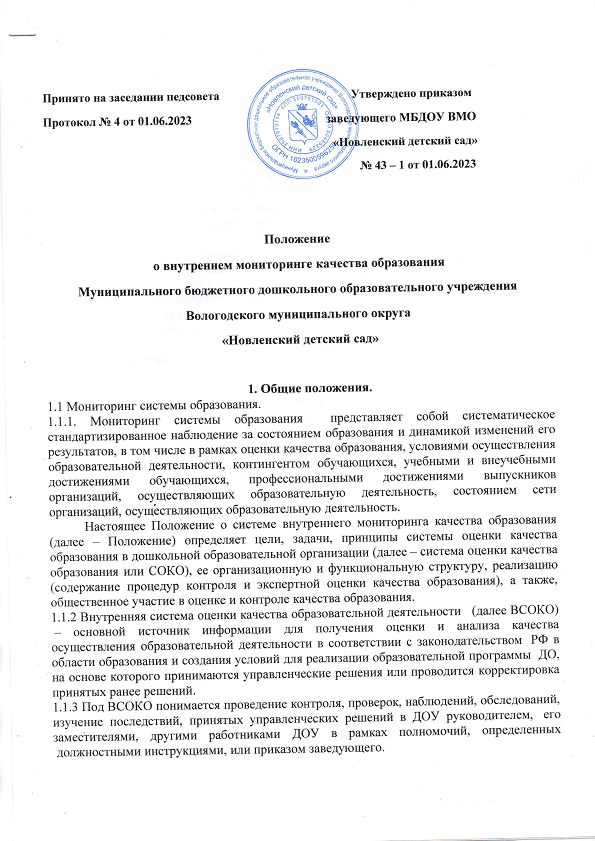 Принято на заседании педсовета
Утверждено приказом
Протокол № 4 от 01.06.2023
заведующего МБДОУ ВМО
«Новленский детский сад»
№ 43 – 1 от 01.06.2023
«Новленский детский сад»
Положение
о внутреннем мониторинге качества образования
Муниципального бюджетного дошкольного образовательного учреждения
Вологодского муниципального округа
«Новленский детский сад»
1. Общие положения.
1.1 Мониторинг системы образования.
1.1.1. Мониторинг системы образования представляет собой систематическое
стандартизированное наблюдение за состоянием образования и динамикой изменений его
результатов, в том числе в рамках оценки качества образования, условиями осуществления
образовательной деятельности, контингентом обучающихся, учебными и внеучебными
достижениями обучающихся, профессиональными достижениями выпускников
организаций, осуществляющих образовательную деятельность, состоянием сети
организаций, осуществляющих образовательную деятельность.
Настоящее Положение о системе внутреннего мониторинга качества образования
(далее – Положение) определяет цели, задачи, принципы системы оценки качества
образования в дошкольной образовательной организации (далее – система оценки качества
образования или СОКО), ее организационную и функциональную структуру, реализацию
(содержание процедур контроля и экспертной оценки качества образования), а также,
общественное участие в оценке и контроле качества образования.
1.1.2 Внутренняя система оценки качества образовательной деятельности (далее ВСОКО)
– основной источник информации для получения оценки и анализа качества
осуществления образовательной деятельности в соответствии с законодательством РФ в
области образования и создания условий для реализации образовательной программы ДО,
на основе которого принимаются управленческие решения или проводится корректировка
принятых ранее решений.
1.1.3 Под ВСОКО понимается проведение контроля, проверок, наблюдений, обследований,
изучение последствий, принятых управленческих решений в ДОУ руководителем, его
заместителями, другими работниками ДОУ в рамках полномочий, определенных
должностными инструкциями, или приказом заведующего.